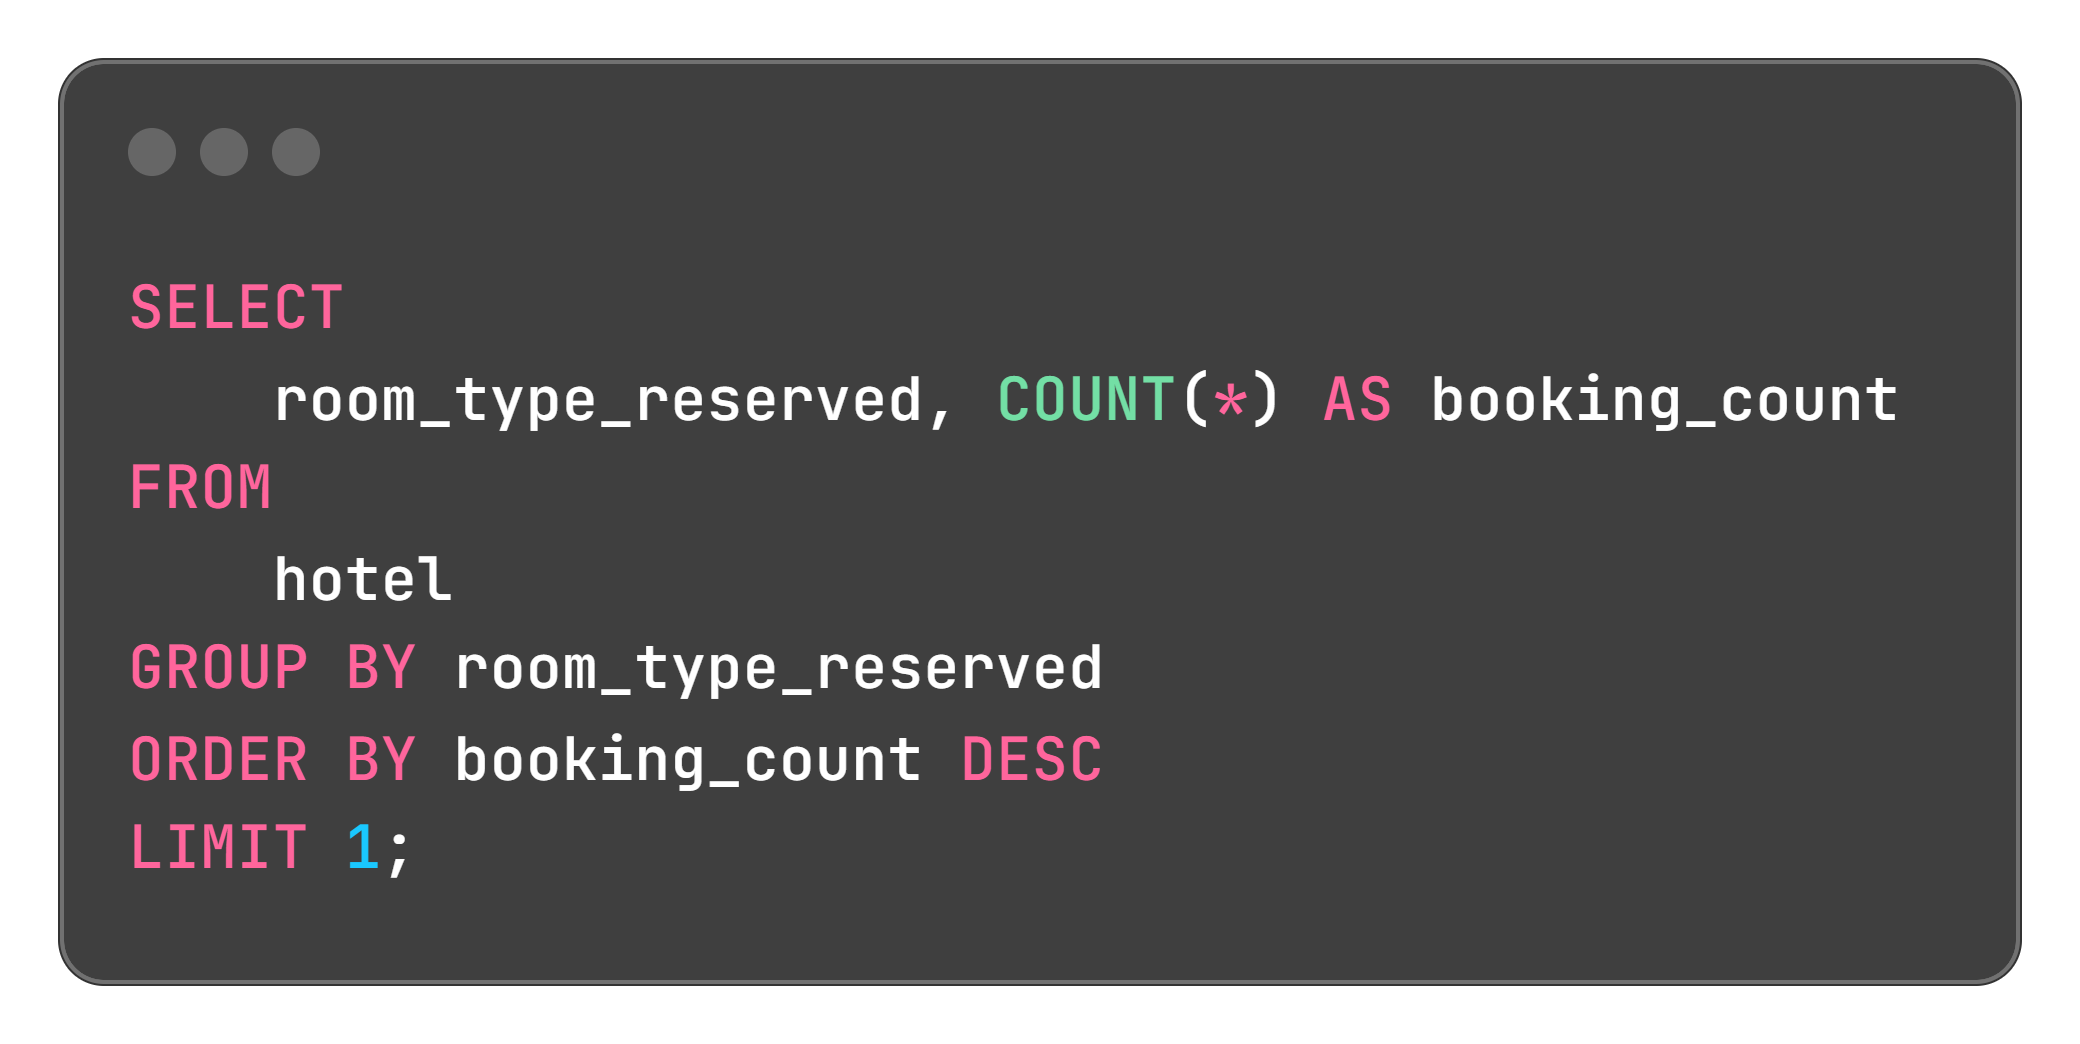 SELECT
    room_type_reserved, COUNT(*) AS booking_count
FROM
    hotel
GROUP BY room_type_reserved
ORDER BY booking_count DESC
LIMIT 1;